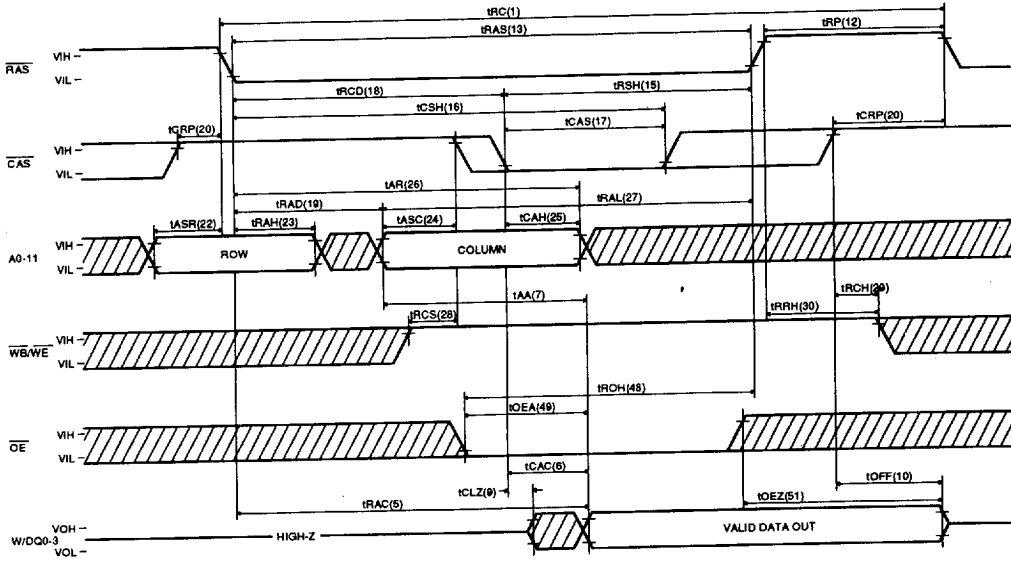 tRC(1)
tRAS(13) tRP(12)
RAS VIH
VIL
tRCD(18) tRSH(15)
tCSH(16)
tCRP(20) tCAS(17) tCRP(20)
CAS VIH
VIL
tAR(26)
tRAD(19) tRAL(27)
tASR(22) tRAH(23) tASC(24) tCAH(25)
A0-11 VIH
VIL
ROW COLUMN
tAA(7)
tRCS(28) tRCH(29)
tRRH(30)
WB/WE VIH
VIL
tROH(48)
tOEA(49)
OE VIH
VIL
tCAC(6)
tCLZ(9) tOFF(10)
tRAC(5) tOEZ(51)
W/DQ0-3 VOH
VOL
HIGH-Z VALID DATA OUT